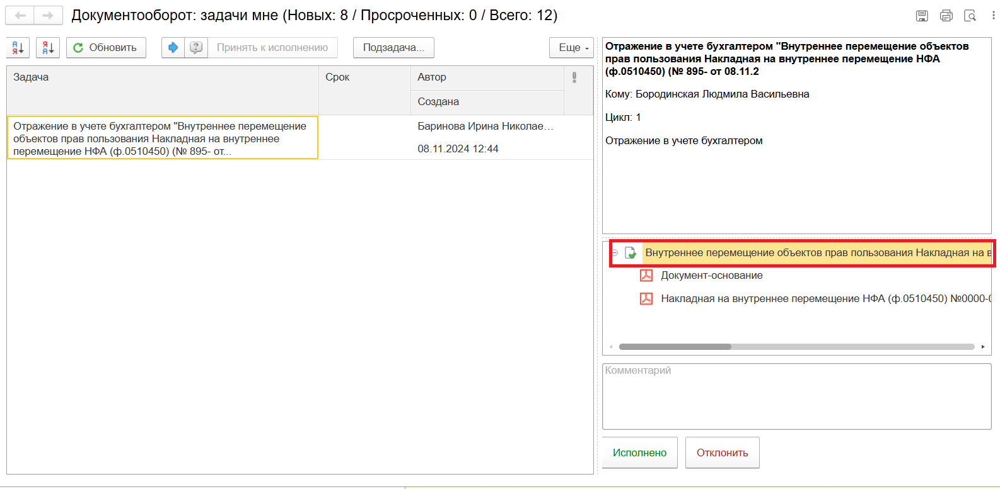 Документооборот: задачи мне (Новых: 8 / Просроченных: 0 / Всего: 12)
Обновить
Принять к исполнению
Подзадача...
Еще
Задача
Срок
Автор
Создана
Отражение в учете бухгалтером "Внутреннее перемещение
объектов прав пользования Накладная на внутреннее
перемещение НФА (ф.0510450) (№ 895- от...
Баринова Ирина Николае…
08.11.2024 12:44
Отражение в учете бухгалтером "Внутреннее перемещение объектов
прав пользования Накладная на внутреннее перемещение НФА
(ф.0510450) (№ 895- от 08.11.2
Кому: Бородинская Людмила Васильевна
Цикл: 1
Отражение в учете бухгалтером
Внутреннее перемещение объектов прав пользования Накладная на в
Документ-основание
Накладная на внутреннее перемещение НФА (ф.0510450) №0000-0
Комментарий
Исполнено
Отклонить